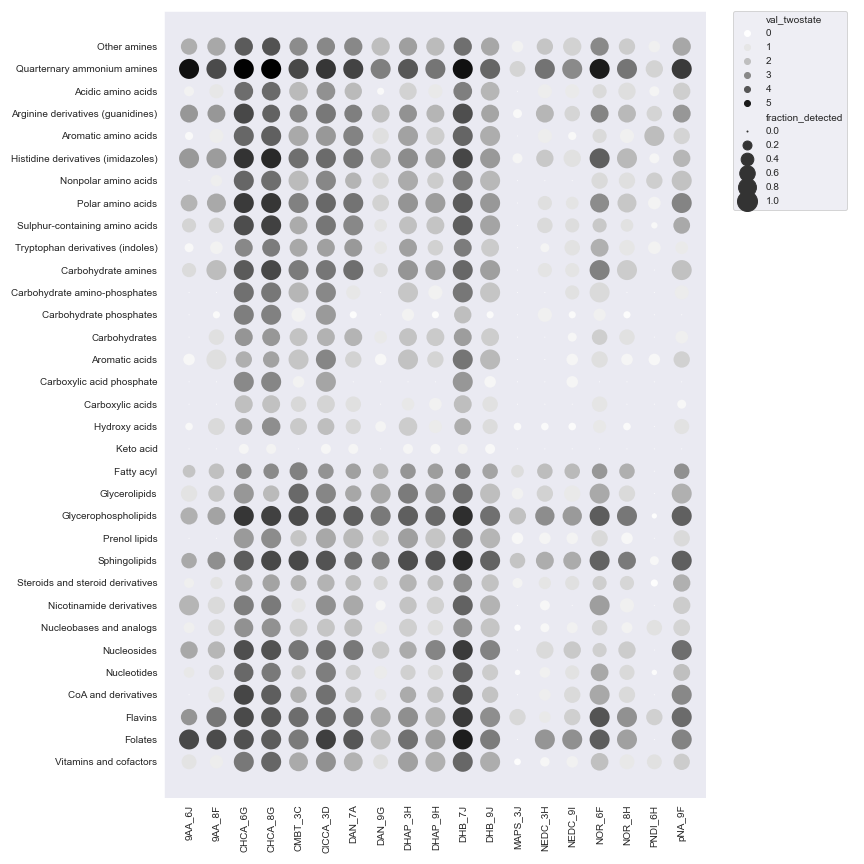 val_twostate
0
1
2
3
4
5
fraction_detected
0.0
0.2
0.4
0.6
0.8
1.0
Other amines
Quarternary ammonium amines
Acidic amino acids
Arginine derivatives (guanidines)
Aromatic amino acids
Histidine derivatives (imidazoles)
Nonpolar amino acids
Polar amino acids
Sulphur-containing amino acids
Tryptophan derivatives (indoles)
Carbohydrate amines
Carbohydrate amino-phosphates
Carbohydrate phosphates
Carbohydrates
Aromatic acids
Carboxylic acid phosphate
Carboxylic acids
Hydroxy acids
Keto acid
Fatty acyl
Glycerolipids
Glycerophospholipids
Prenol lipids
Sphingolipids
Steroids and steroid derivatives
Nicotinamide derivatives
Nucleobases and analogs
Nucleosides
Nucleotides
CoA and derivatives
Flavins
Folates
Vitamins and cofactors
9AA_6J
9AA_8F
CHCA_6G
CHCA_8G
CMBT_3C
ClCCA_3D
DAN_7A
DAN_9G
DHAP_3H
DHAP_9H
DHB_7J
DHB_9J
MAPS_3J
NEDC_3H
NEDC_9I
NOR_6F
NOR_8H
PNDI_6H
pNA_9F